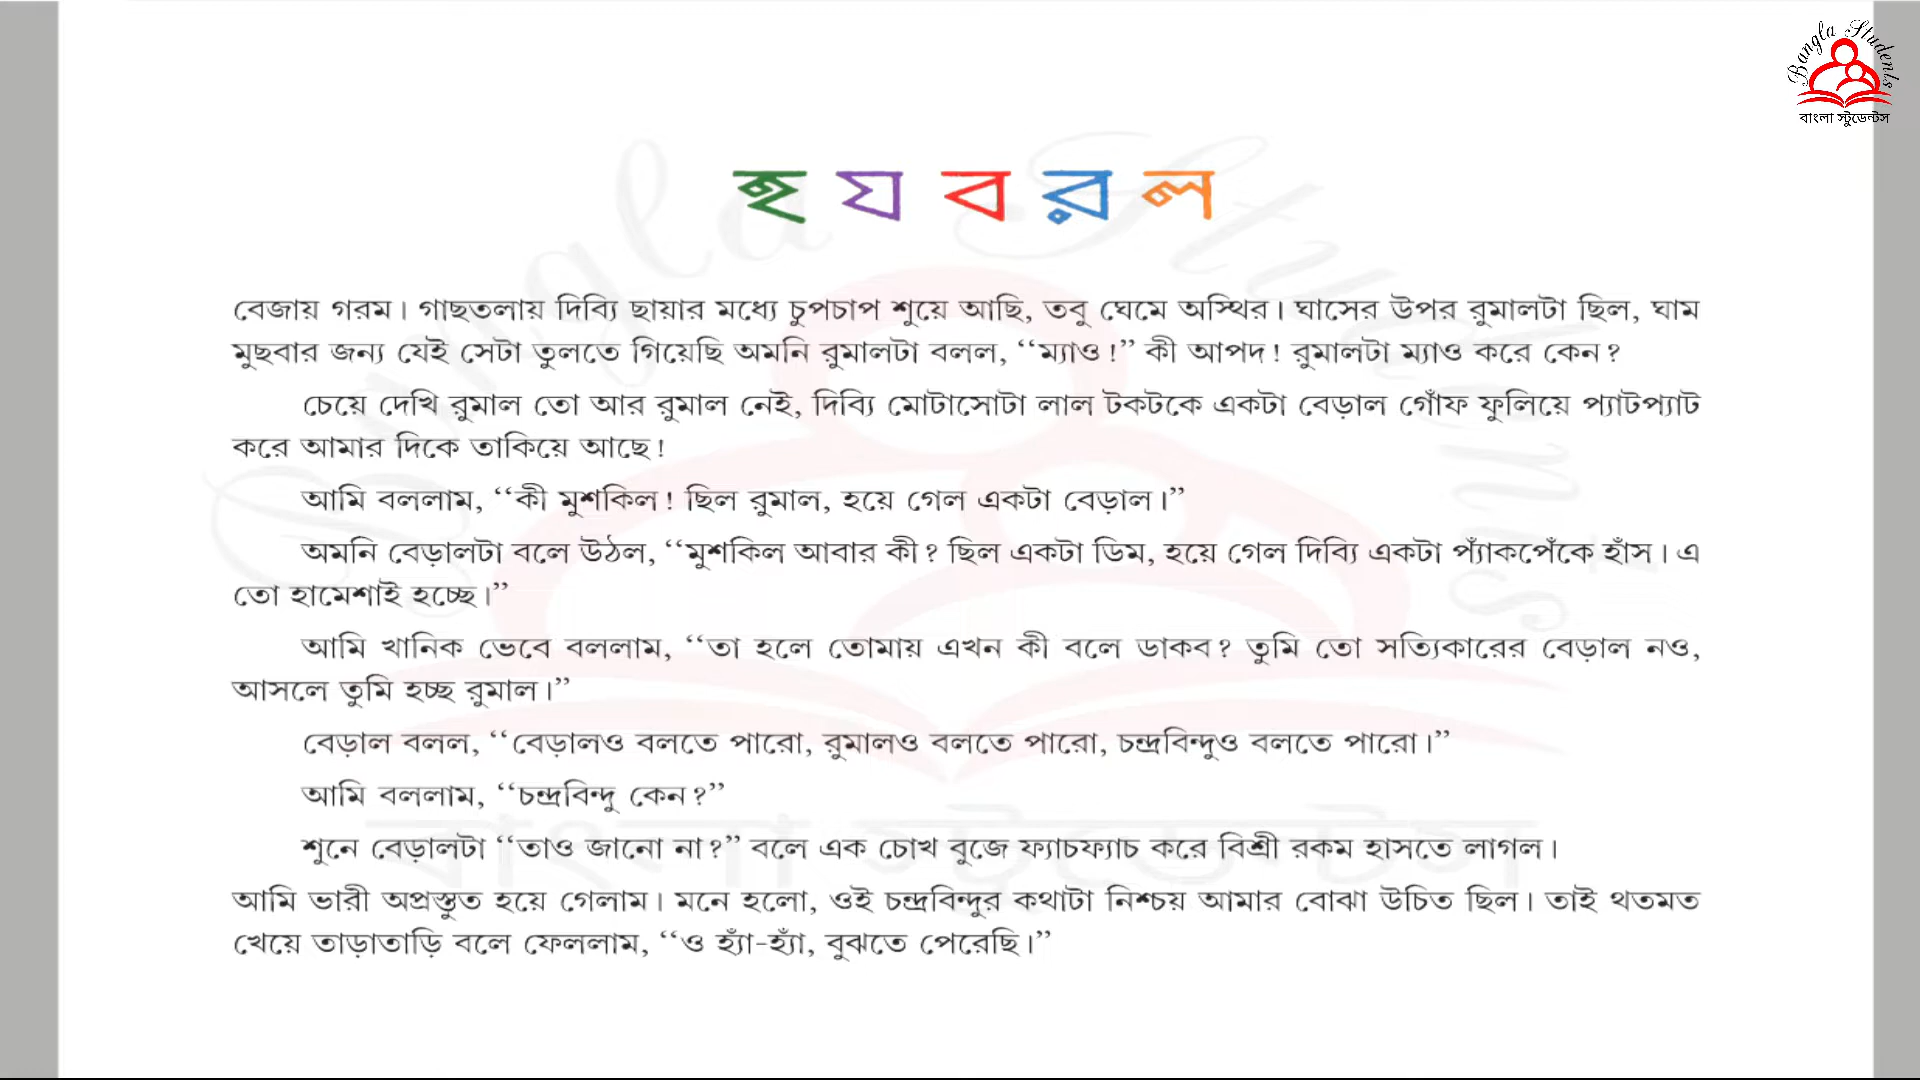 Bangla Students
বাংলা স্টুডেন্টস
হ য ব র ল
বেজায় গরম। গাছতলায় দিব্যি ছায়ার মধ্যে চুপচাপ শুয়ে আছি, তবু ঘেমে অস্থির। ঘাসের উপর রুমালটা ছিল, ঘাম
মুছবার জন্য যেই সেটা তুলতে গিয়েছি অমনি রুমালটা বলল, ‘‘ম্যাও!’’ কী আপদ! রুমালটা ম্যাও করে কেন?
চেয়ে দেখি রুমাল তো আর রুমাল নেই, দিব্যি মোটাসোটা লাল টকটকে একটা বেড়াল গোঁফ ফুলিয়ে প্যাটপ্যাট
করে আমার দিকে তাকিয়ে আছে!
আমি বললাম, ‘‘কী মুশকিল! ছিল রুমাল, হয়ে গেল একটা বেড়াল।’’
অমনি বেড়ালটা বলে উঠল, ‘‘মুশকিল আবার কী? ছিল একটা ডিম, হয়ে গেল দিব্যি একটা প্যাঁকপেঁকে হাঁস। এ
তো হামেশাই হচ্ছে।’’
আমি খানিক ভেবে বললাম, ‘‘তা হলে তোমায় এখন কী বলে ডাকব? তুমি তো সত্যিকারের বেড়াল নও,
আসলে তুমি হচ্ছ রুমাল।’’
বেড়াল বলল, ‘‘বেড়ালও বলতে পারো, রুমালও বলতে পারো, চন্দ্রবিন্দুও বলতে পারো।’’
আমি বললাম, ‘‘চন্দ্রবিন্দু কেন?’’
শুনে বেড়ালটা ‘‘তাও জানো না?’’ বলে এক চোখ বুজে ফ্যাচফ্যাচ করে বিশ্রী রকম হাসতে লাগল।
আমি ভারী অপ্রস্তুত হয়ে গেলাম। মনে হলো, ওই চন্দ্রবিন্দুর কথাটা নিশ্চয় আমার বোঝা উচিত ছিল। তাই থতমত
খেয়ে তাড়াতাড়ি বলে ফেললাম, ‘‘ও হ্যাঁ-হ্যাঁ, বুঝতে পেরেছি।’’